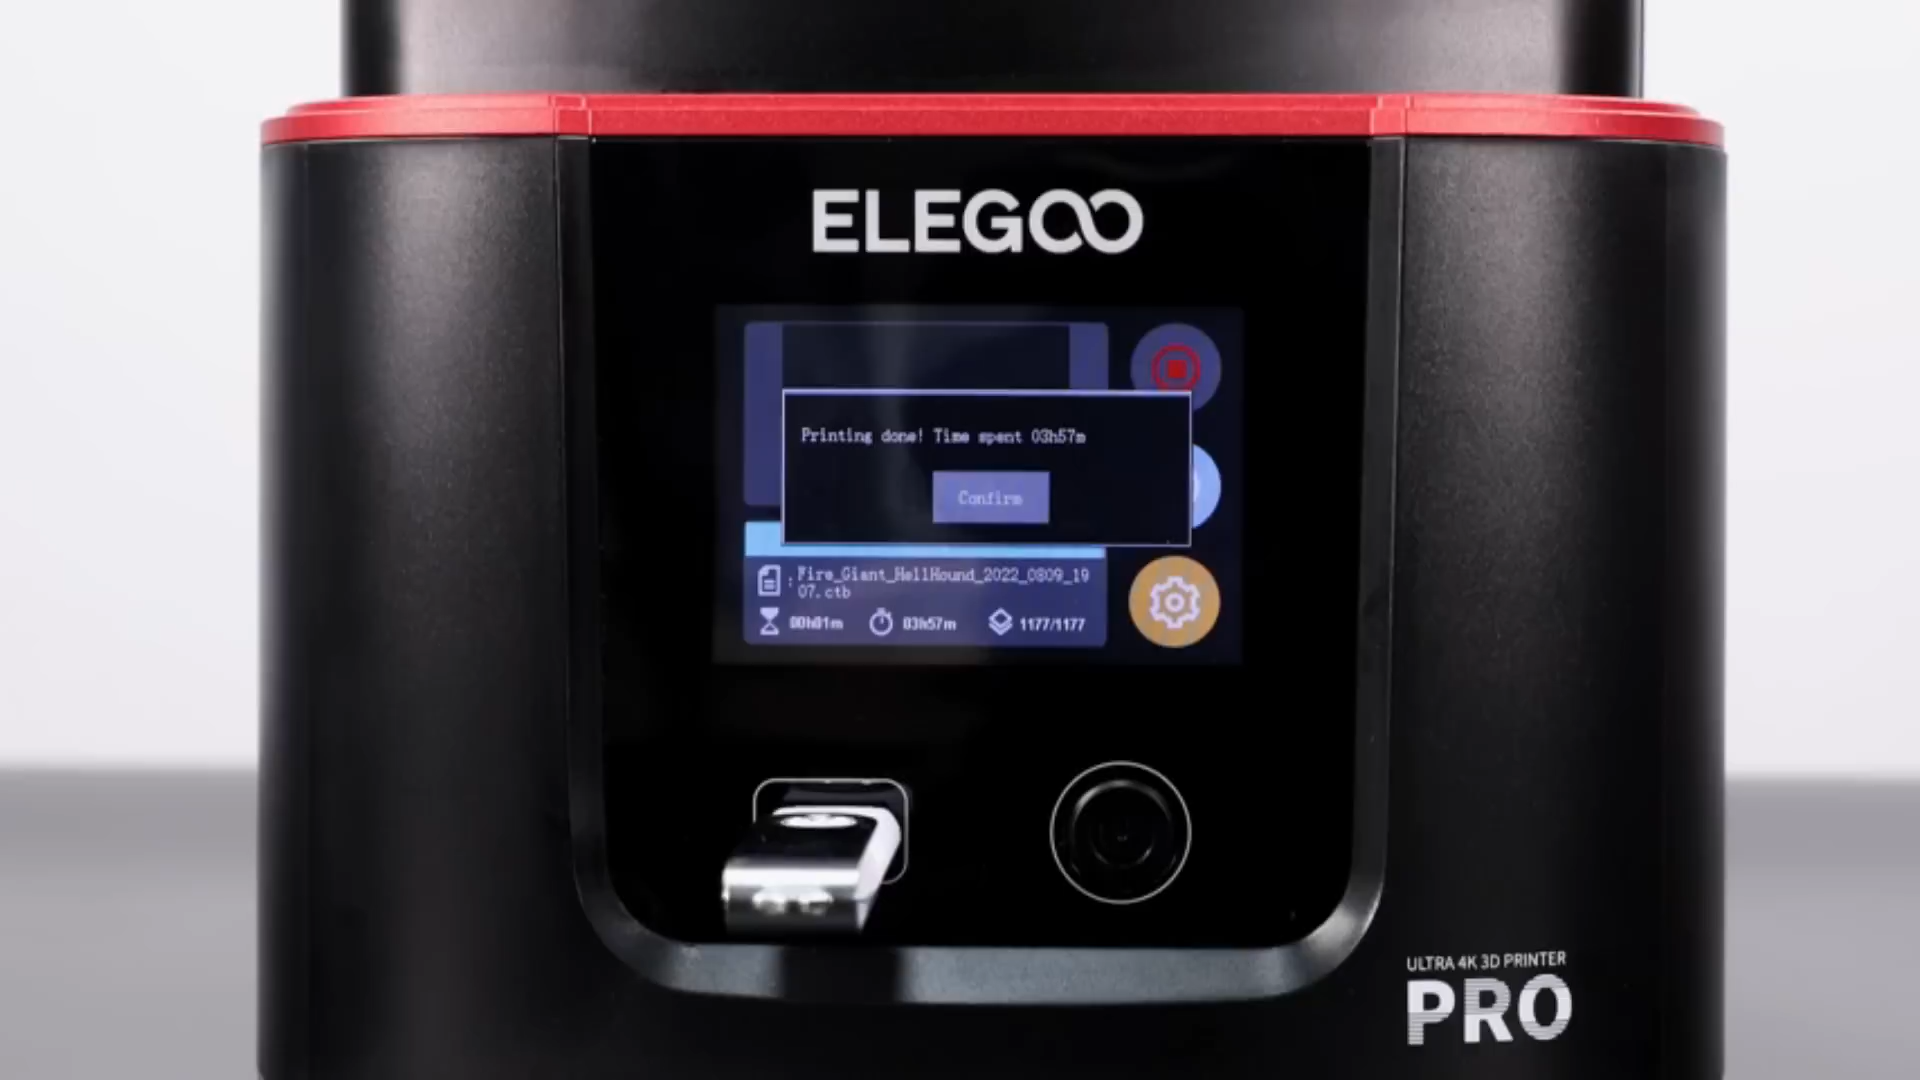 ELEGOO
Printing done! Time spent 03h57m
Confirm
: Fire_Giant_HellHound_2022_0809_19
07.ctb
00h01m 03h57m 1177/1177
ULTRA 4K 3D PRINTER
PRO